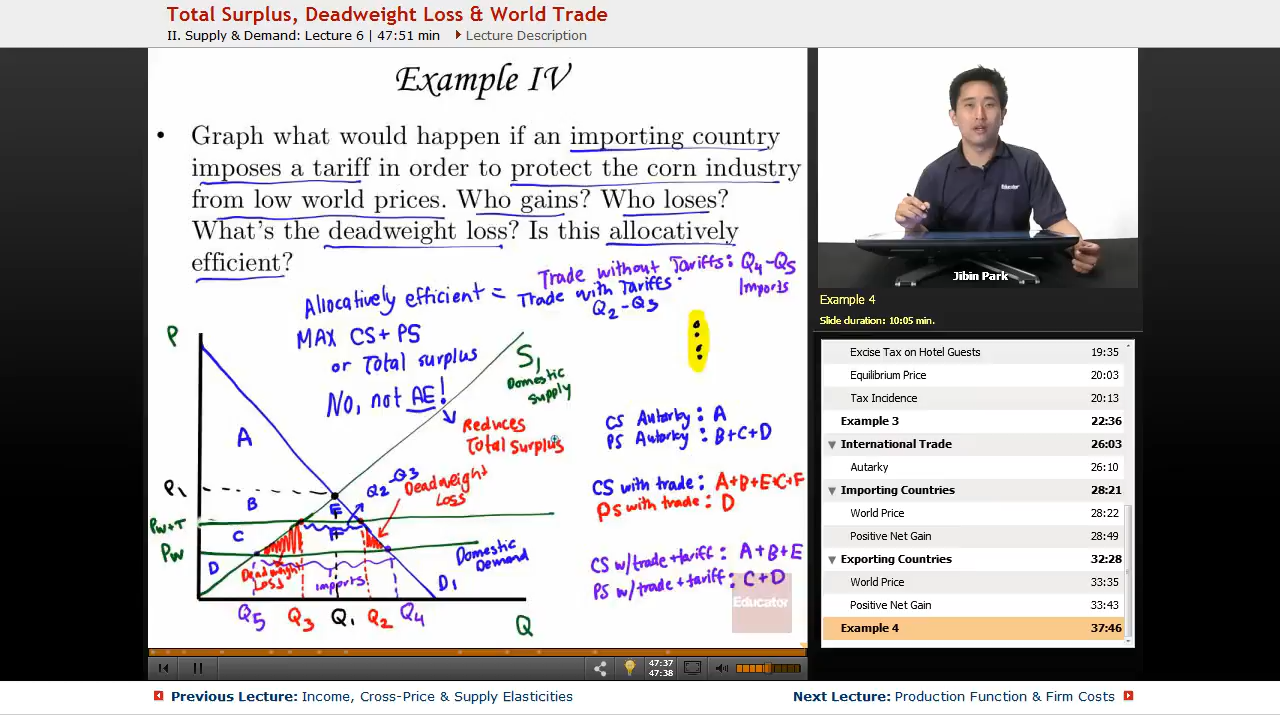 Total Surplus, Deadweight Loss & World Trade
II. Supply & Demand: Lecture 6 | 47:51 min
Lecture Description
Example IV
• Graph what would happen if an importing country
imposes a tariff in order to protect the corn industry
from low world prices. Who gains? Who loses?
What's the deadweight loss? Is this allocatively
efficient?
Trade without Tariffs: Q4-Q5
Imports
Allocatively efficient =
MAX CS+PS
or Total surplus
No, not AE!
Trade with Tariffs:
Q2-Q3
P
S1
Domestic
supply
Reduces
Total Surplus
A
CS Autarky: A
PS Autarky: B+C+D
Q2-Q3
Deadweight
Loss
CS with trade: A+B+E+C+F
PS with trade: D
P1
B
E
PW+T
C
F
PW
Domestic
Demand
D
Deadweight
Loss
imports
D1
CS w/trade+tariff: A+B+E
PS w/trade+tariff: C+D
Educator
Q5
Q3
Q1
Q2
Q4
Q
47:37
47:38
Educator
Jibin Park
Example 4
Slide duration: 10:05 min.
Excise Tax on Hotel Guests 19:35
Equilibrium Price 20:03
Tax Incidence 20:13
Example 3 22:36
International Trade 26:03
Autarky 26:10
Importing Countries 28:21
World Price 28:22
Positive Net Gain 28:49
Exporting Countries 32:28
World Price 33:35
Positive Net Gain 33:43
Example 4 37:46
Previous Lecture: Income, Cross-Price & Supply Elasticities
Next Lecture: Production Function & Firm Costs